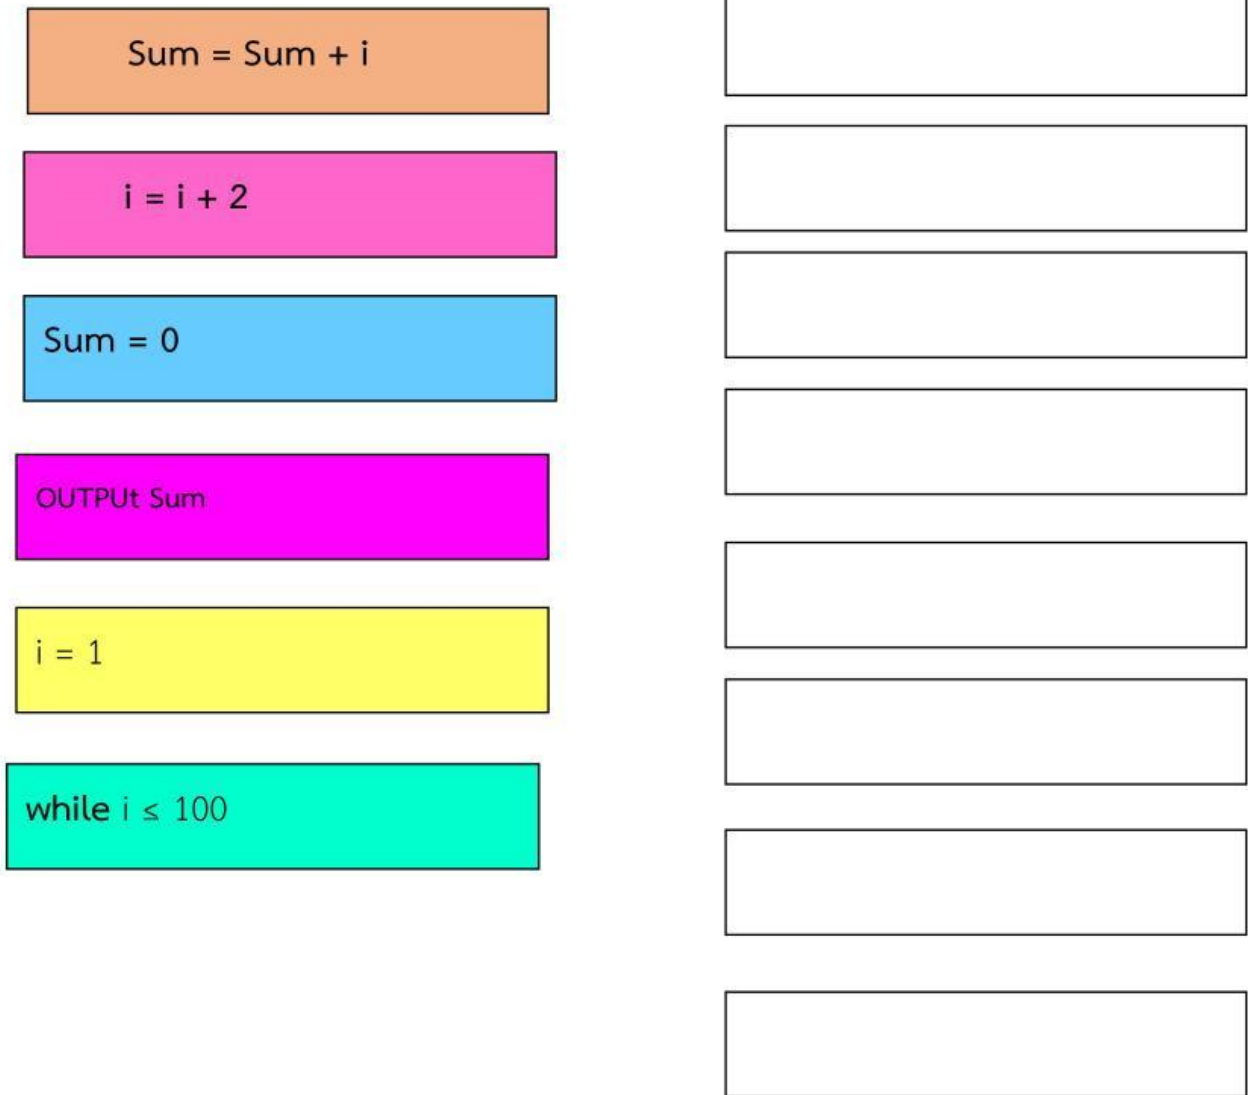 Sum = Sum + i
i = i + 2
Sum = 0
OUTPUt Sum
i = 1
while i ≤ 100